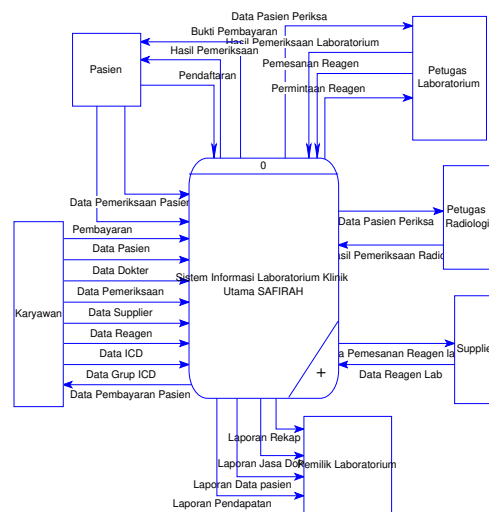 Data Pasien Periksa
Bukti Pembayaran
Hasil Pemeriksaan Laboratorium
Hasil Pemeriksaan
Pemesanan Reagen
Pasien
Petugas
Laboratorium
Pendaftaran
Permintaan Reagen
0
Data Pemeriksaan Pasien
Pembayaran
Data Pasien Periksa
Petugas
Radiologi
Data Pasien
Data Dokter
Sistem Informasi Laboratorium Klinik
Utama SAFIRAH
Data Pemeriksaan
Karyawan
Data Supplier
Data Reagen
Data ICD
Pemesanan Reagen
Data Grup ICD
Data Reagen Lab
+
Data Pembayaran Pasien
Laporan Rekap
Laporan Jasa
Pemilik Laboratorium
Laporan Data pasien
Laporan Pendapatan